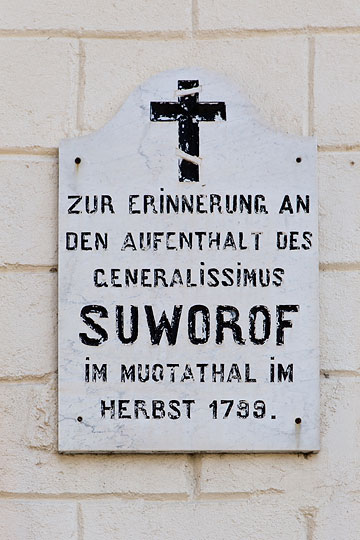 ZUR ERINNERUNG AN
DEN AUFENTHALT DES
GENERALISSIMUS
SUWOROF
IM MUOTATHAL IM
HERBST 1799.